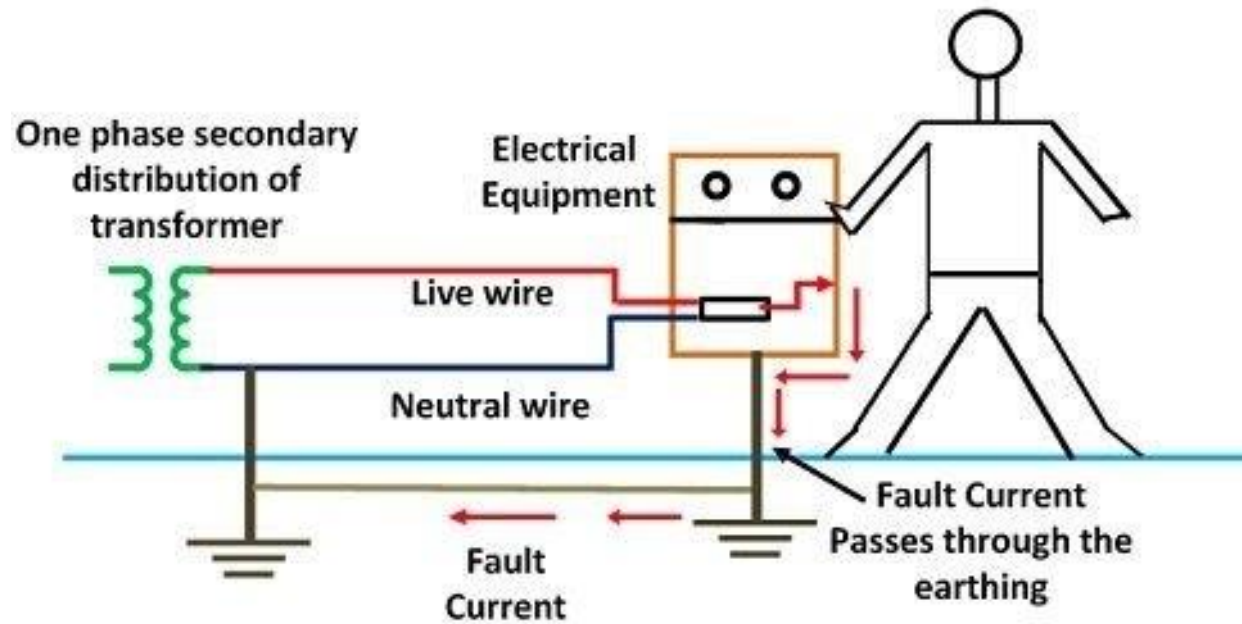 One phase secondary
distribution of
transformer
Electrical
Equipment
Live wire
Neutral wire
Fault Current
Passes through the
earthing
Fault
Current